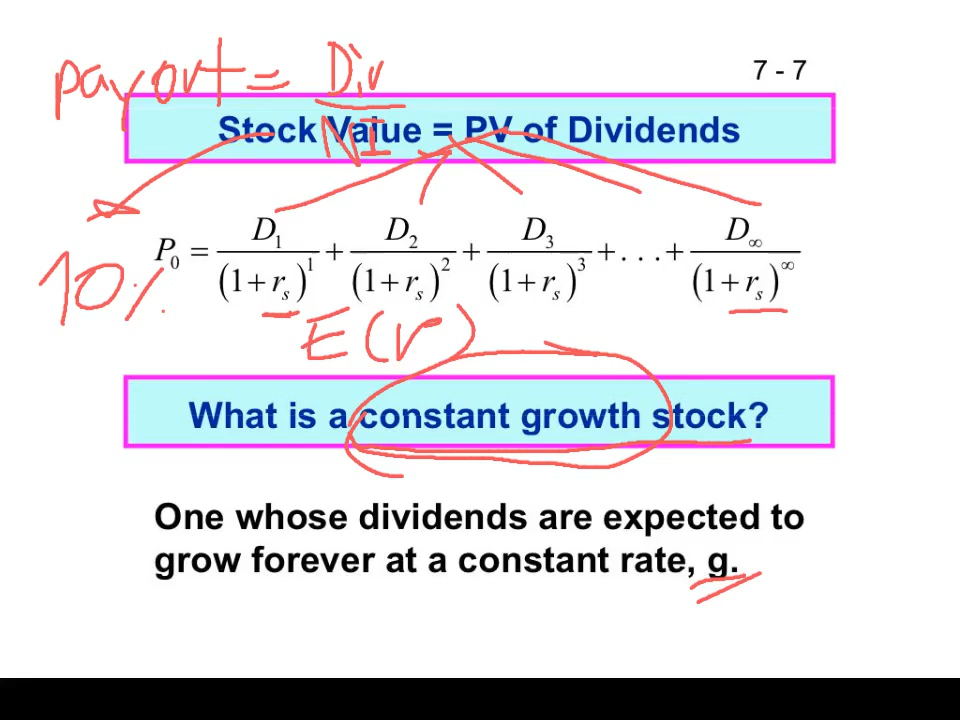 payout = Div
NI
7 - 7
Stock Value = PV of Dividends
P₀ = D₁/(1 + rₛ)¹ + D₂/(1 + rₛ)² + D₃/(1 + rₛ)³ + . . . + D∞/(1 + rₛ)^∞
10%
E(r)
What is a constant growth stock?
One whose dividends are expected to
grow forever at a constant rate, g.